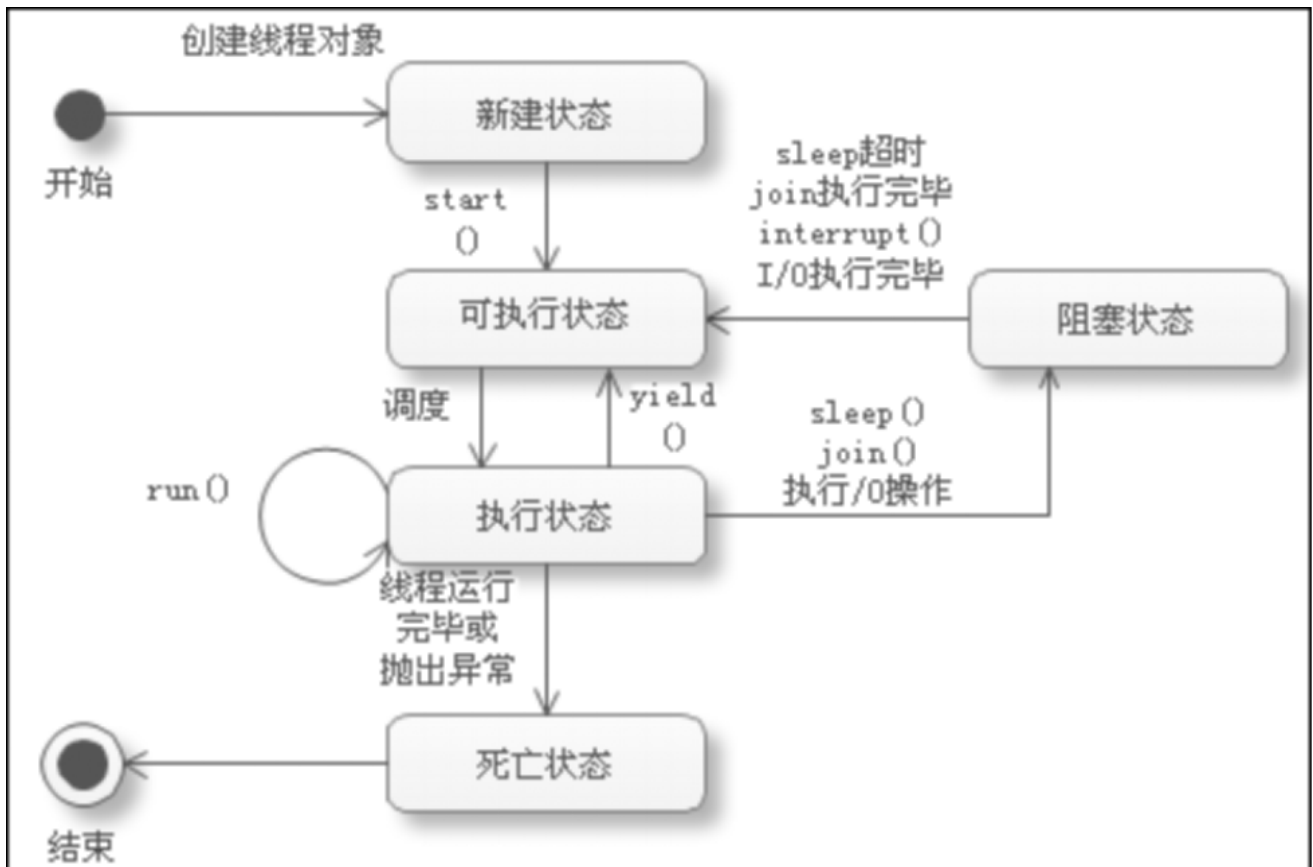 创建线程对象
新建状态
开始
start
()
sleep超时
join执行完毕
interrupt()
I/O执行完毕
可执行状态
阻塞状态
调度
yield
()
sleep()
join()
执行/O操作
run()
执行状态
线程运行
完毕或
抛出异常
死亡状态
结束